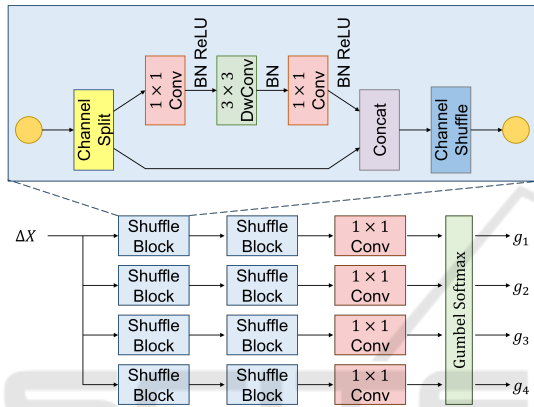 Channel
Split
1 × 1
Conv
BN ReLU
3 × 3
DwConv
BN
1 × 1
Conv
BN ReLU
Concat
Channel
Shuffle
ΔX
Shuffle
Block
Shuffle
Block
1 × 1
Conv
g1
Shuffle
Block
Shuffle
Block
1 × 1
Conv
g2
Shuffle
Block
Shuffle
Block
1 × 1
Conv
g3
Shuffle
Block
Shuffle
Block
1 × 1
Conv
g4
Gumbel Softmax